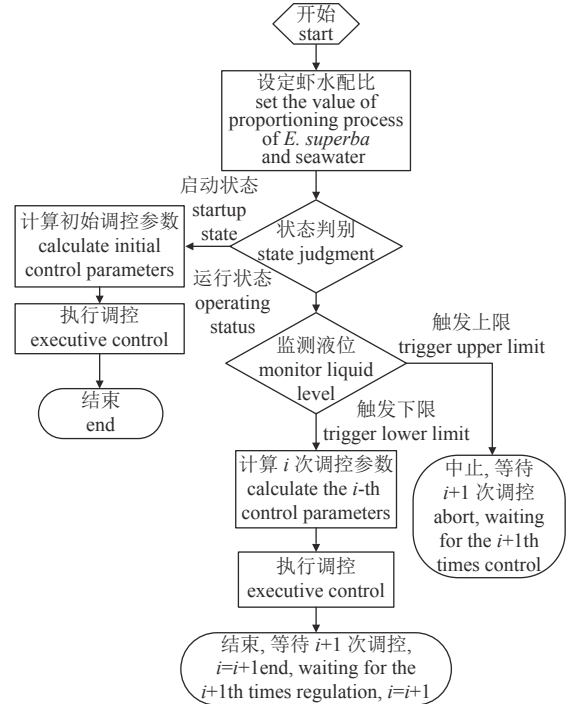 开始
start
设定虾水配比
set the value of
proportioning process
of E. superba
and seawater
启动状态
startup
state
状态判别
state judgment
计算初始调控参数
calculate initial
control parameters
执行调控
executive control
结束
end
运行状态
operating
status
监测液位
monitor liquid
level
触发上限
trigger upper limit
触发下限
trigger lower limit
中止, 等待
i+1 次调控
abort, waiting
for the i+1th
times control
计算 i 次调控参数
calculate the i-th
control parameters
执行调控
executive control
结束, 等待 i+1 次调控,
i=i+1end, waiting for the
i+1th times regulation, i=i+1